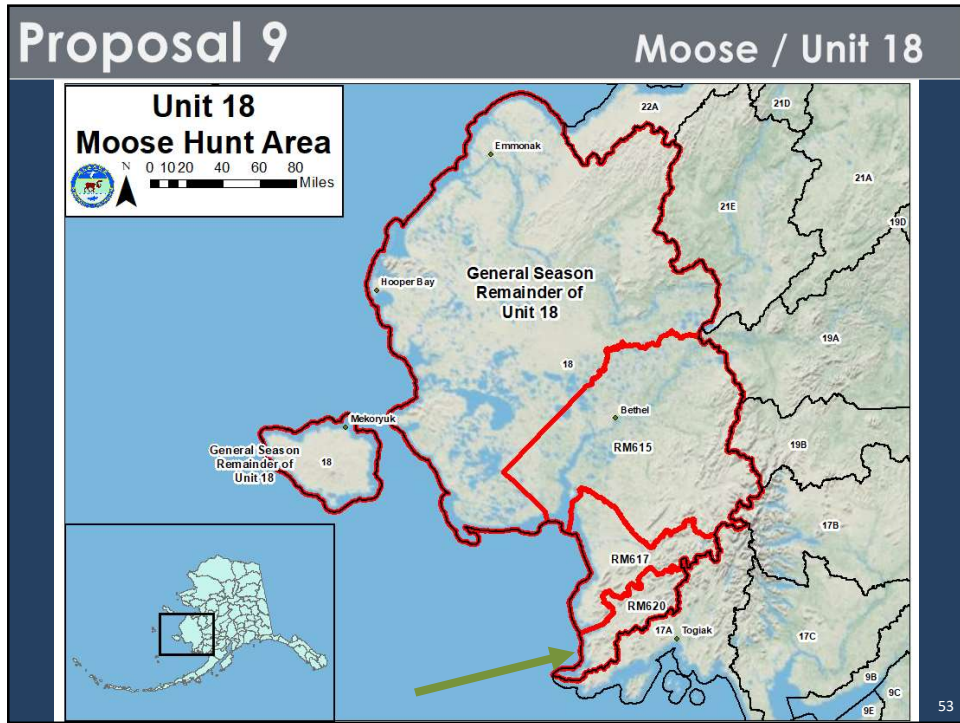 Proposal 9
Moose / Unit 18
Unit 18
Moose Hunt Area
N
0 10 20 40 60 80
Miles
22A
21D
Emmonak
21A
21E
19D
General Season
Remainder of
Unit 18
Hooper Bay
19A
18
Bethel
Mekoryuk
RM615
19B
General Season
Remainder of
Unit 18
18
17B
RM617
RM620
17A
Togiak
17C
9B
9C
9E
53